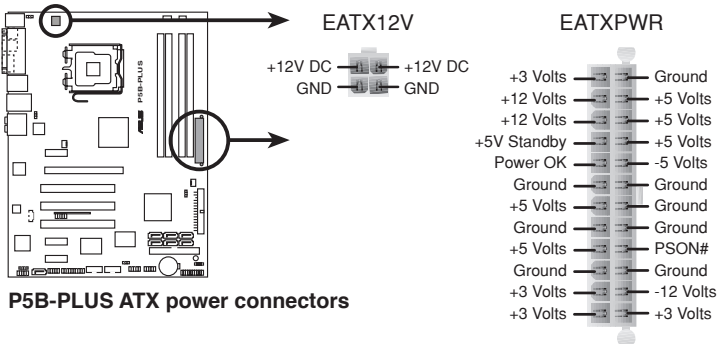 EATX12V
+12V DC +12V DC
GND GND
EATXPWR
+3 Volts Ground
+12 Volts +5 Volts
+12 Volts +5 Volts
+5V Standby +5 Volts
Power OK -5 Volts
Ground Ground
+5 Volts Ground
Ground Ground
+5 Volts PSON#
Ground Ground
+3 Volts -12 Volts
+3 Volts +3 Volts
P5B-PLUS
ASUS
P5B-PLUS ATX power connectors